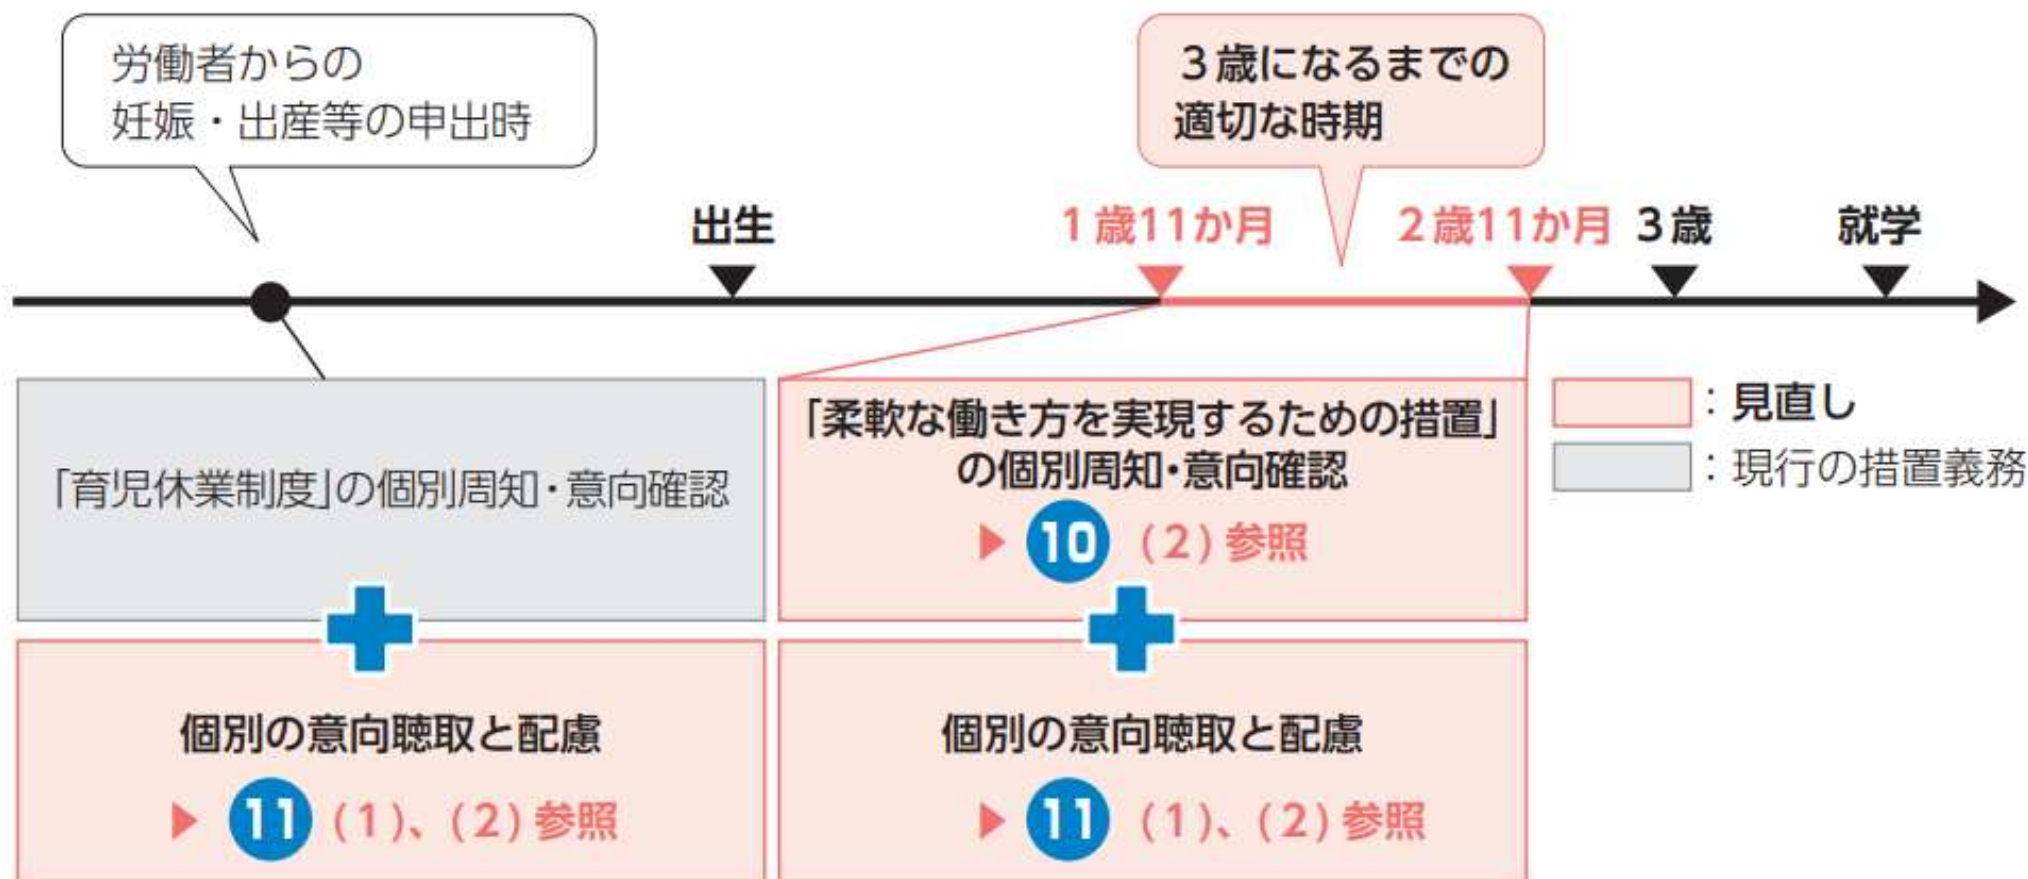 労働者からの
妊娠・出産等の申出時
3歳になるまでの
適切な時期
出生
1歳11か月
2歳11か月
3歳
就学
「育児休業制度」の個別周知・意向確認
「柔軟な働き方を実現するための措置」
の個別周知・意向確認
▶ 10 (2)参照
：見直し
：現行の措置義務
個別の意向聴取と配慮
▶ 11 (1)、(2)参照
個別の意向聴取と配慮
▶ 11 (1)、(2)参照